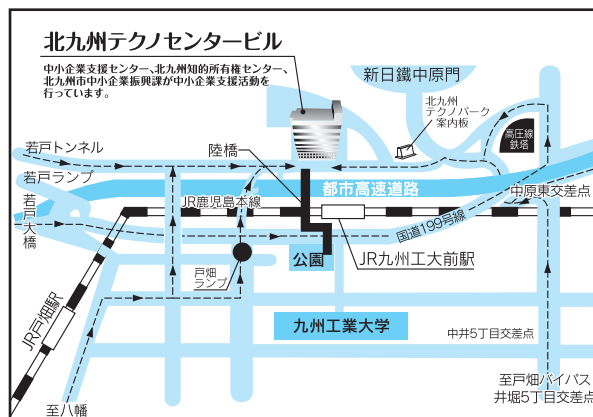 北九州テクノセンタービル
中小企業支援センター、北九州知的所有権センター、
北九州市中小企業振興課が中小企業支援活動を
行っています。
新日鐵中原門
北九州
テクノパーク
案内板
高圧線
鉄塔
若戸トンネル
陸橋
若戸ランプ
都市高速道路
中原東交差点
若戸大橋
JR鹿児島本線
国道199号線
公園
JR九州工大前駅
戸畑
ランプ
JR戸畑駅
九州工業大学
中井5丁目交差点
至戸畑バイパス
井堀5丁目交差点
至八幡